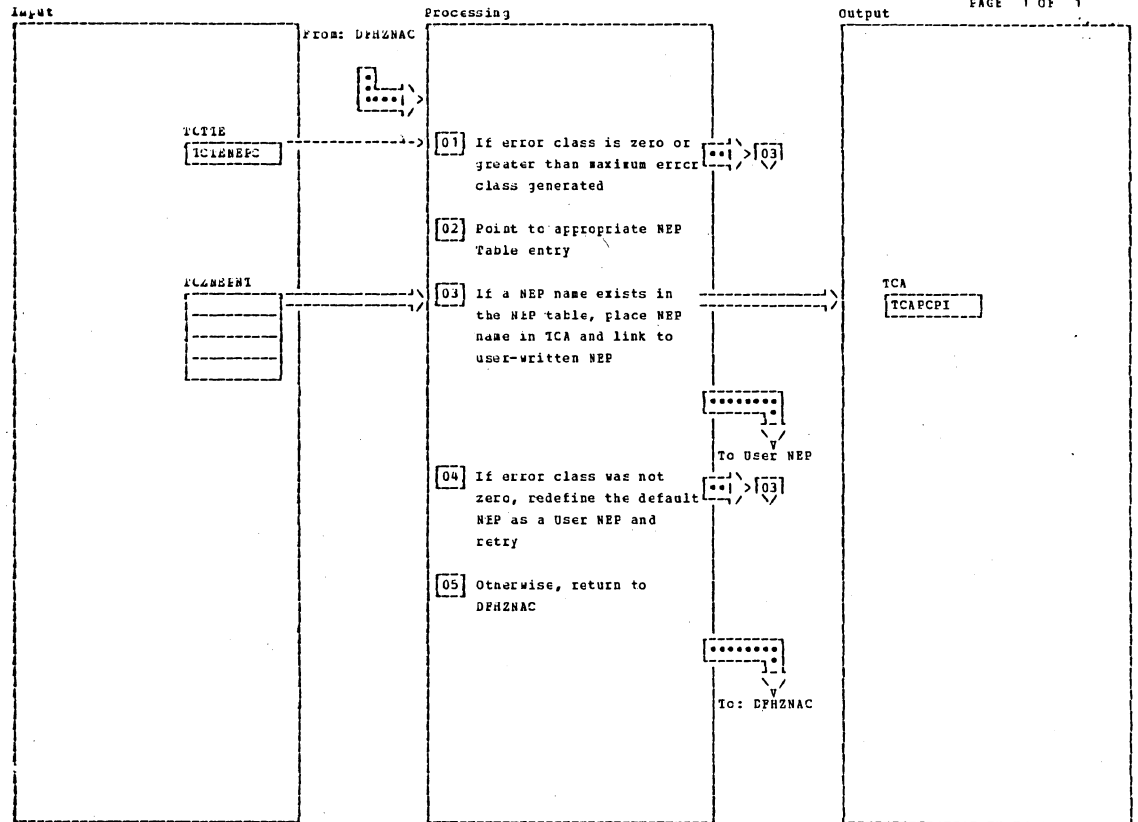 PAGE 1 OF 1
Input
Processing
Output
From: DFHZNAC
TCTTE
TCTENEPC
01 If error class is zero or
greater than maximum error
class generated
03
02 Point to appropriate NEP
Table entry
03 If a NEP name exists in
the NEP table, place NEP
name in TCA and link to
user-written NEP
TCA
TCAPCPI
To User NEP
04 If error class was not
zero, redefine the default
NEP as a User NEP and
retry
03
05 Otherwise, return to
DFHZNAC
To: DFHZNAC